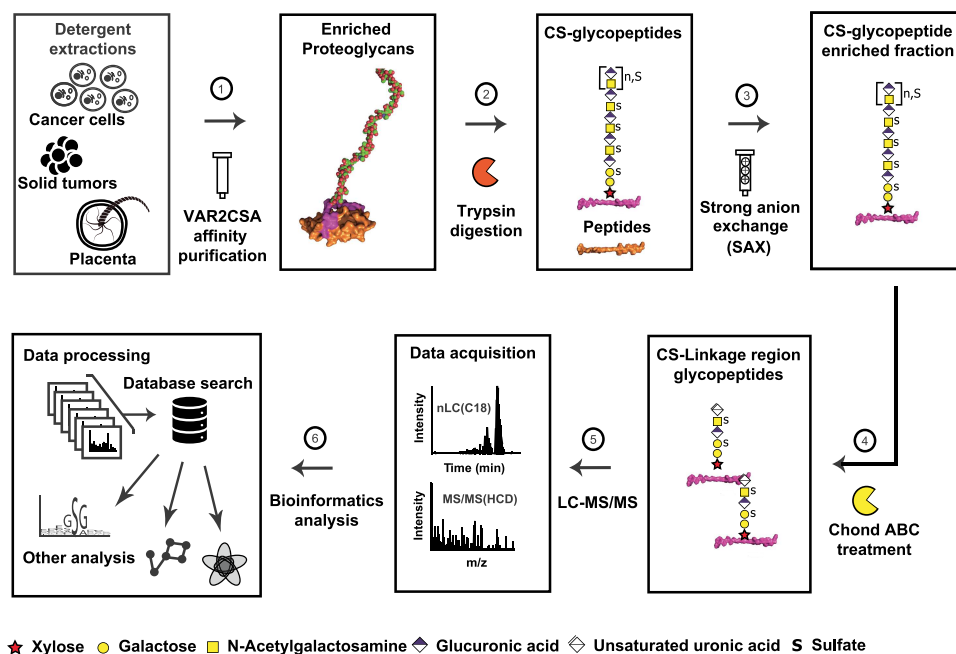 Detergent
extractions
Cancer cells
Solid tumors
Placenta
1
VAR2CSA
affinity
purification
Enriched
Proteoglycans
2
Trypsin
digestion
CS-glycopeptides
n,S
S
S
S
S
Peptides
3
Strong anion
exchange
(SAX)
CS-glycopeptide
enriched fraction
n,S
S
S
S
S
4
Chond ABC
treatment
CS-Linkage region
glycopeptides
S
S
S
S
5
LC-MS/MS
Data acquisition
Intensity
nLC(C18)
Time (min)
Intensity
MS/MS(HCD)
m/z
6
Bioinformatics
analysis
Data processing
Database search
GSG
Other analysis
Xylose Galactose N-Acetylgalactosamine Glucuronic acid Unsaturated uronic acid S Sulfate